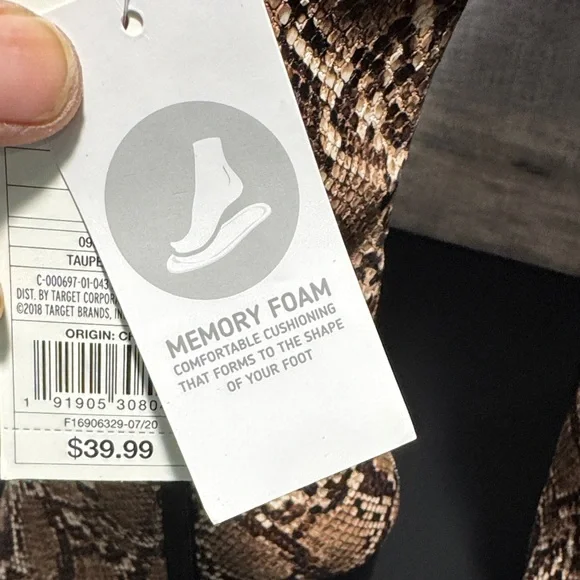 09
TAUPE
C-000697-01-043
DIST. BY TARGET CORPOR
©2018 TARGET BRANDS, IN
ORIGIN: C
1 91905 3080
F16906329-07/20
$39.99
MEMORY FOAM
COMFORTABLE CUSHIONING
THAT FORMS TO THE SHAPE
OF YOUR FOOT